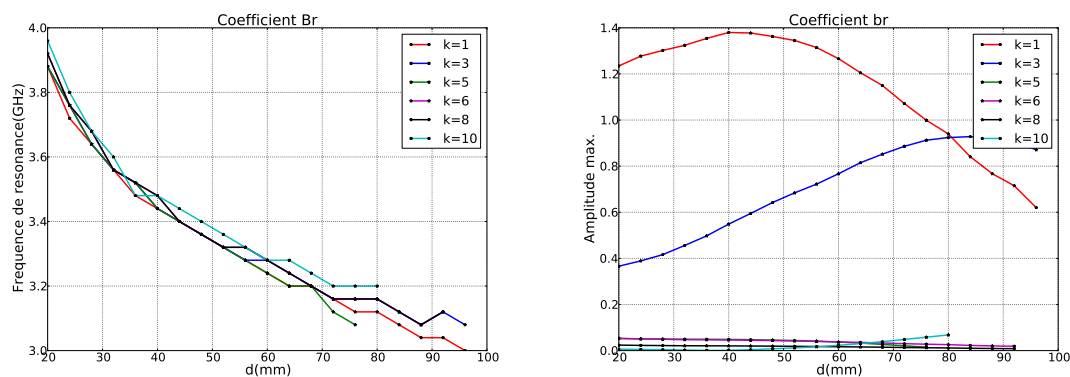 Coefficient Br
Frequence de resonance(GHz)
4.0
3.8
3.6
3.4
3.2
3.0
20
30
40
50
60
70
80
90
100
d(mm)
k=1
k=3
k=5
k=6
k=8
k=10
Coefficient br
Amplitude max.
1.4
1.2
1.0
0.8
0.6
0.4
0.2
0.0
20
30
40
50
60
70
80
90
100
d(mm)
k=1
k=3
k=5
k=6
k=8
k=10